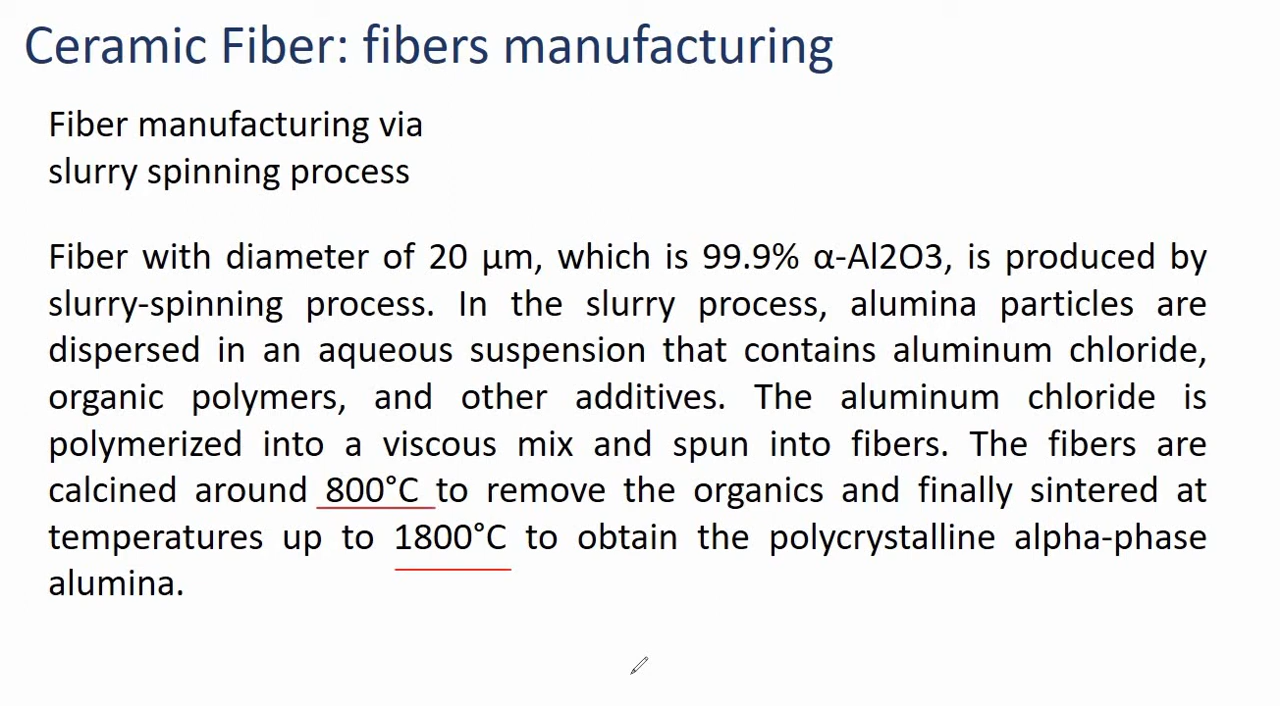 Ceramic Fiber: fibers manufacturing
Fiber manufacturing via
slurry spinning process
Fiber with diameter of 20 μm, which is 99.9% α-Al2O3, is produced by
slurry-spinning process. In the slurry process, alumina particles are
dispersed in an aqueous suspension that contains aluminum chloride,
organic polymers, and other additives. The aluminum chloride is
polymerized into a viscous mix and spun into fibers. The fibers are
calcined around 800°C to remove the organics and finally sintered at
temperatures up to 1800°C to obtain the polycrystalline alpha-phase
alumina.